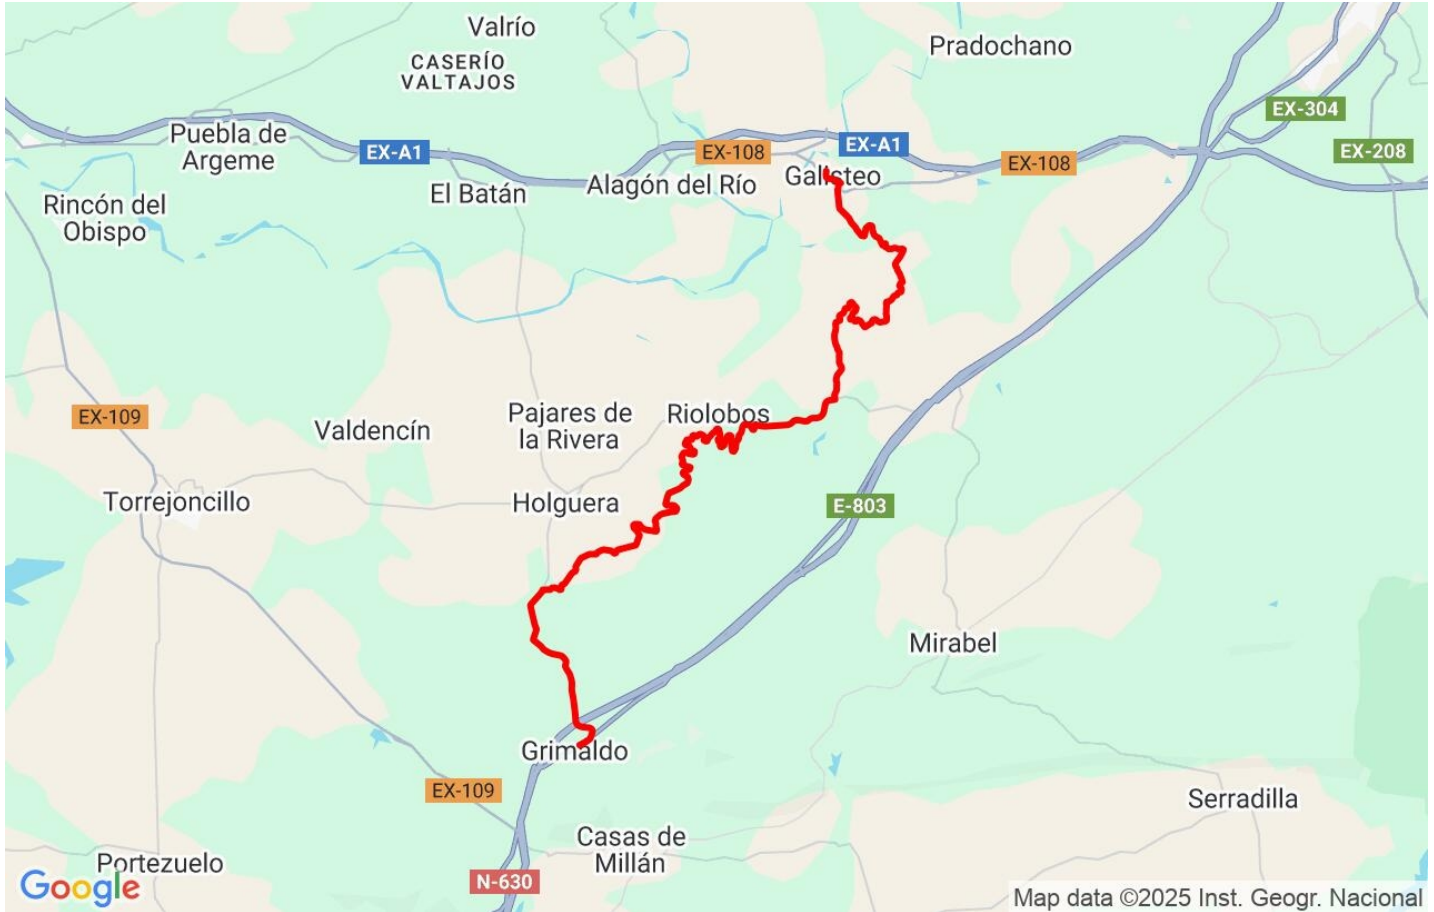 Valrío
Pradochano
CASERÍO
VALTAJOS
EX-304
Puebla de
Argeme
EX-A1
EX-108
EX-A1
EX-108
EX-208
Galisteo
Alagón del Río
El Batán
Rincón del
Obispo
EX-109
Valdencín
Pajares de
la Rivera
Riolobos
Torrejoncillo
Holguera
E-803
Mirabel
Grimaldo
EX-109
Serradilla
Casas de
Millán
Portezuelo
N-630
Google
Map data ©2025 Inst. Geogr. Nacional